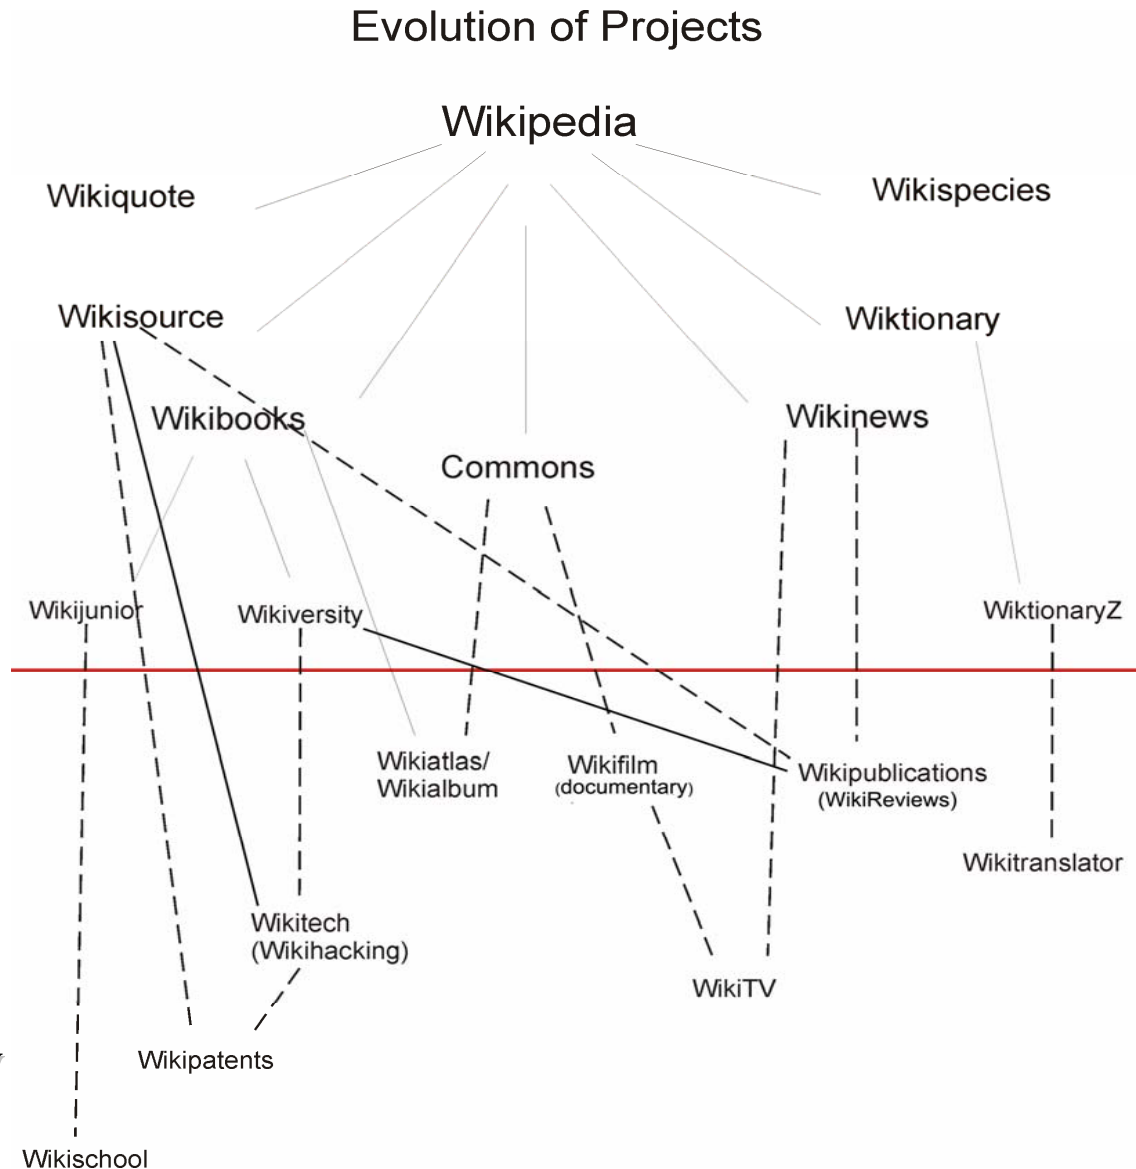 Evolution of Projects
Wikipedia
Wikiquote
Wikispecies
Wikisource
Wiktionary
Wikibooks
Wikinews
Commons
Wikijunior
Wikiversity
WiktionaryZ
Wikiatlas/
Wikialbum
Wikifilm
(documentary)
Wikipublications
(WikiReviews)
Wikitranslator
Wikitech
(Wikihacking)
WikiTV
Wikipatents
Wikischool